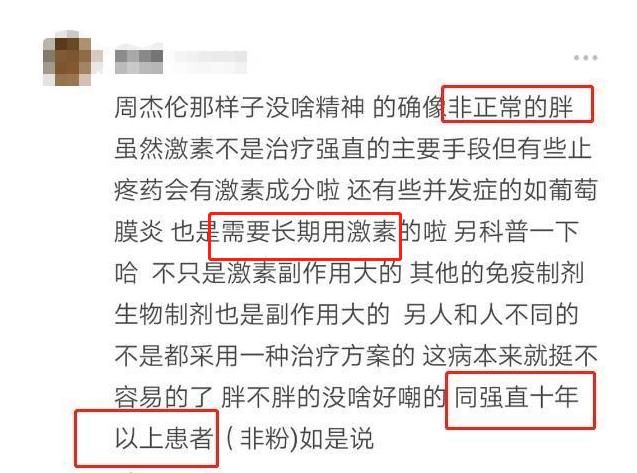 周杰伦那样子没啥精神 的确像非正常的胖
虽然激素不是治疗强直的主要手段但有些止
疼药会有激素成分啦 还有些并发症的如葡萄
膜炎 也是需要长期用激素的啦 另科普一下
哈 不只是激素副作用大的 其他的免疫制剂
生物制剂也是副作用大的 另人和人不同的
不是都采用一种治疗方案的 这病本来就挺不
容易的了 胖不胖的没啥好嘲的 同强直十年
以上患者（非粉)如是说